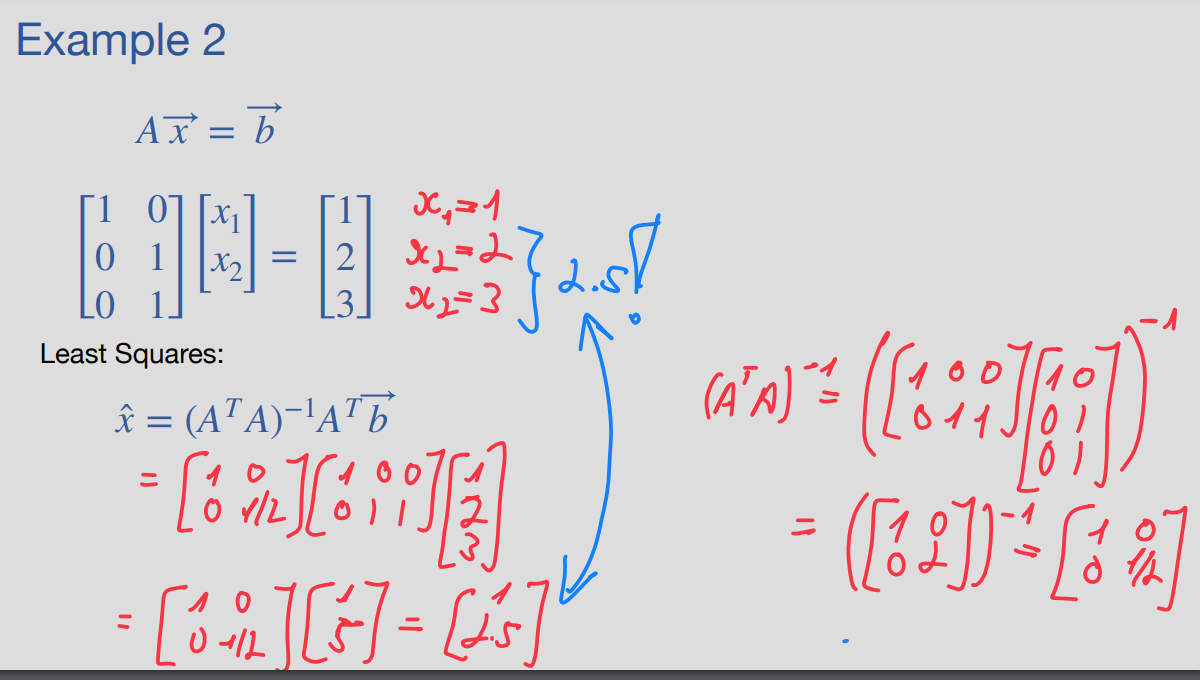 Example 2
A\vec{x} = \vec{b}
\begin{bmatrix} 1 & 0 \\ 0 & 1 \\ 0 & 1 \end{bmatrix} \begin{bmatrix} x_1 \\ x_2 \end{bmatrix} = \begin{bmatrix} 1 \\ 2 \\ 3 \end{bmatrix}
x_1 = 1
x_2 = 2
x_2 = 3
} 2.5!
Least Squares:
\hat{x} = (A^T A)^{-1} A^T \vec{b}
= \begin{bmatrix} 1 & 0 \\ 0 & 1/2 \end{bmatrix} \begin{bmatrix} 1 & 0 & 0 \\ 0 & 1 & 1 \end{bmatrix} \begin{bmatrix} 1 \\ 2 \\ 3 \end{bmatrix}
= \begin{bmatrix} 1 & 0 \\ 0 & 1/2 \end{bmatrix} \begin{bmatrix} 1 \\ 5 \end{bmatrix} = \begin{bmatrix} 1 \\ 2.5 \end{bmatrix}
(A^T A)^{-1} = \left( \begin{bmatrix} 1 & 0 & 0 \\ 0 & 1 & 1 \end{bmatrix} \begin{bmatrix} 1 & 0 \\ 0 & 1 \\ 0 & 1 \end{bmatrix} \right)^{-1}
= \left( \begin{bmatrix} 1 & 0 \\ 0 & 2 \end{bmatrix} \right)^{-1} = \begin{bmatrix} 1 & 0 \\ 0 & 1/2 \end{bmatrix}